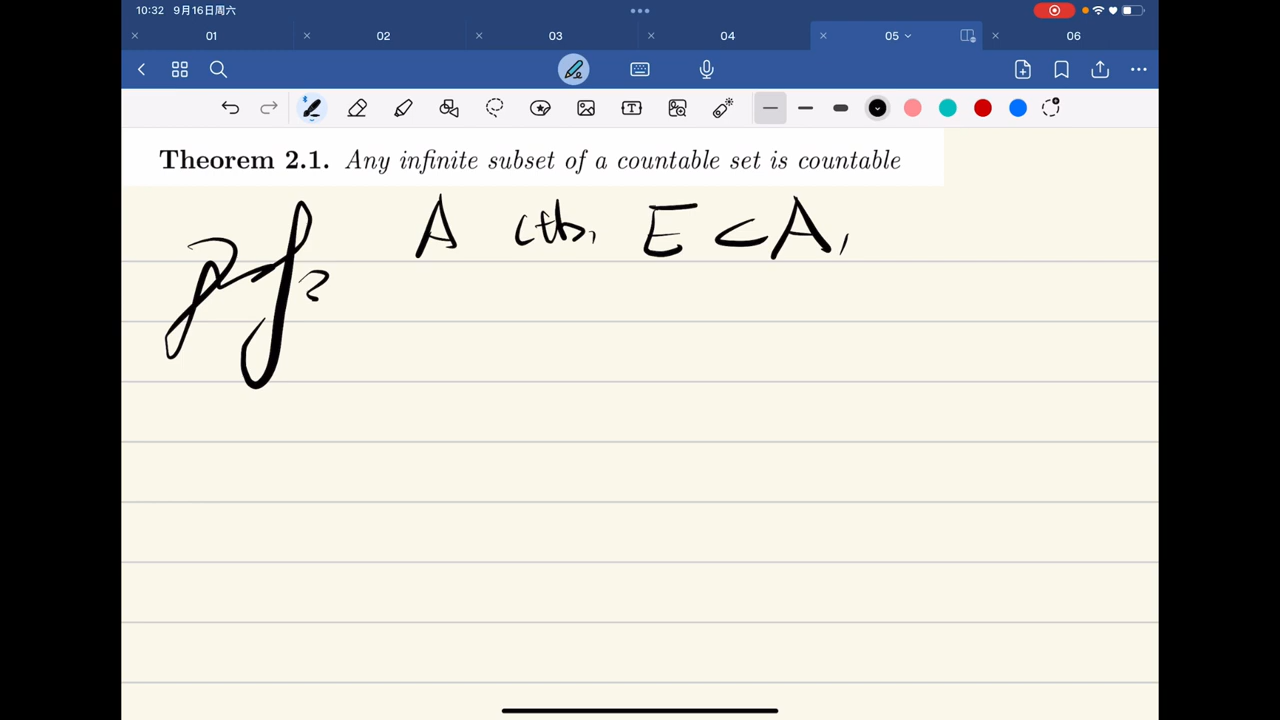 10:32 9月16日周六
01 02 03 04 05 06
Theorem 2.1. Any infinite subset of a countable set is countable
Proof: A ctb, E ⊂ A,